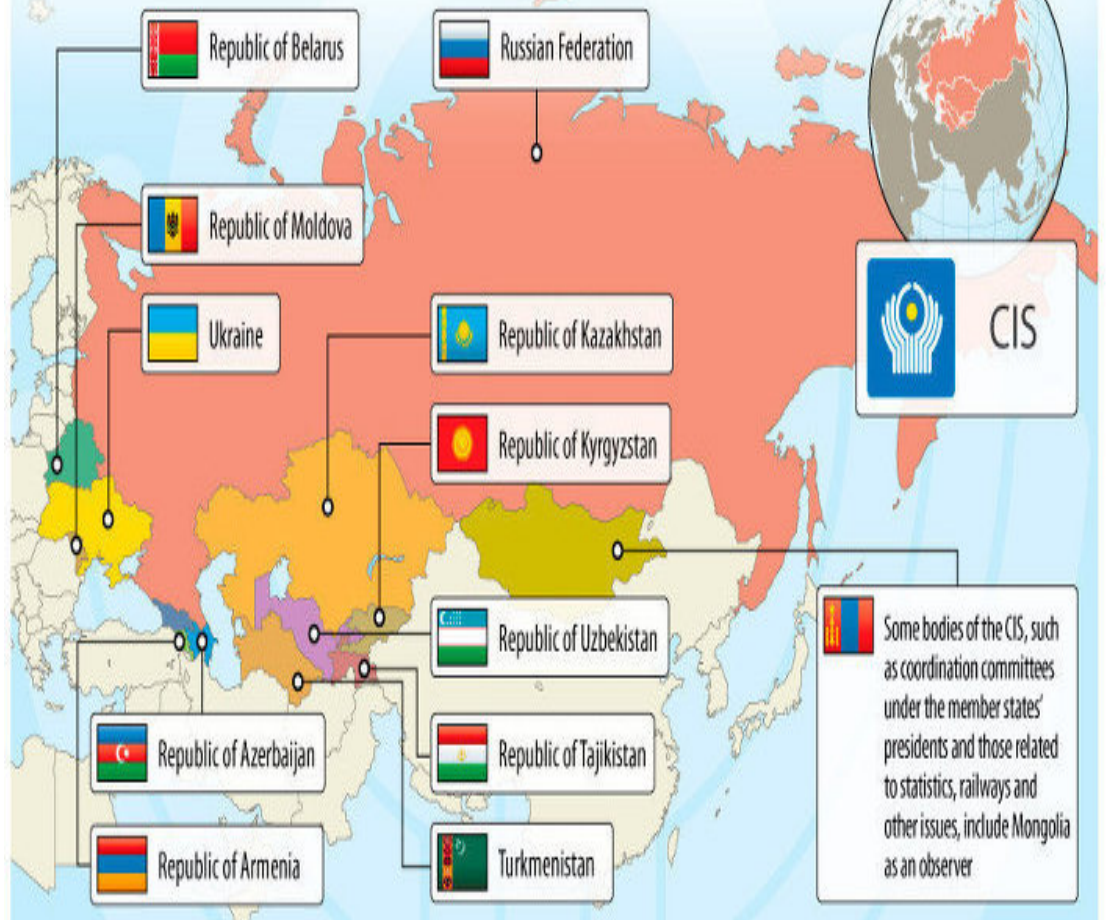 Republic of Belarus
Russian Federation
Republic of Moldova
Ukraine
Republic of Kazakhstan
CIS
Republic of Kyrgyzstan
Republic of Uzbekistan
Some bodies of the CIS, such
as coordination committees
under the member states'
presidents and those related
to statistics, railways and
other issues, include Mongolia
as an observer
Republic of Azerbaijan
Republic of Tajikistan
Republic of Armenia
Turkmenistan